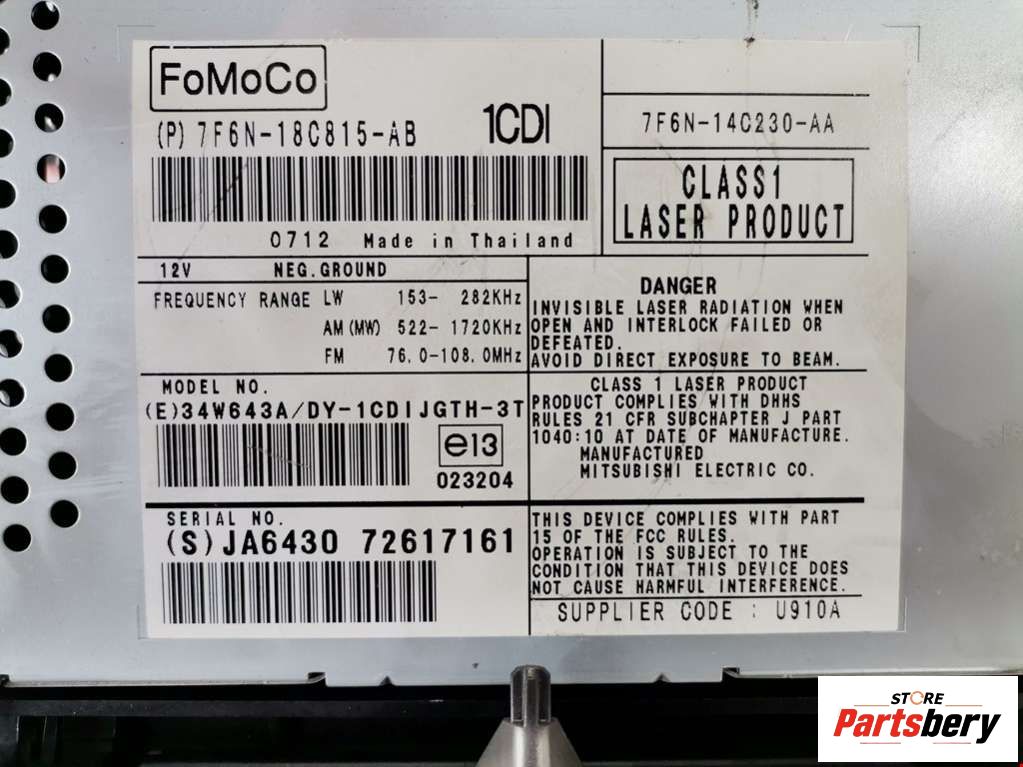 FoMoCo
(P) 7F6N-18C815-AB 1CDI
0712 Made in Thailand
7F6N-14C230-AA
CLASS1
LASER PRODUCT
12V NEG.GROUND
FREQUENCY RANGE LW 153- 282KHz
AM(MW) 522- 1720KHz
FM 76.0-108.0MHz
DANGER
INVISIBLE LASER RADIATION WHEN
OPEN AND INTERLOCK FAILED OR
DEFEATED.
AVOID DIRECT EXPOSURE TO BEAM.
MODEL NO.
(E)34W643A/DY-1CDIJGTH-3T
e13
023204
CLASS 1 LASER PRODUCT
PRODUCT COMPLIES WITH DHHS
RULES 21 CFR SUBCHAPTER J PART
1040:10 AT DATE OF MANUFACTURE.
MANUFACTURED
MITSUBISHI ELECTRIC CO.
SERIAL NO.
(S)JA6430 72617161
THIS DEVICE COMPLIES WITH PART
15 OF THE FCC RULES.
OPERATION IS SUBJECT TO THE
CONDITION THAT THIS DEVICE DOES
NOT CAUSE HARMFUL INTERFERENCE.
SUPPLIER CODE : U910A
STORE
Partsbery